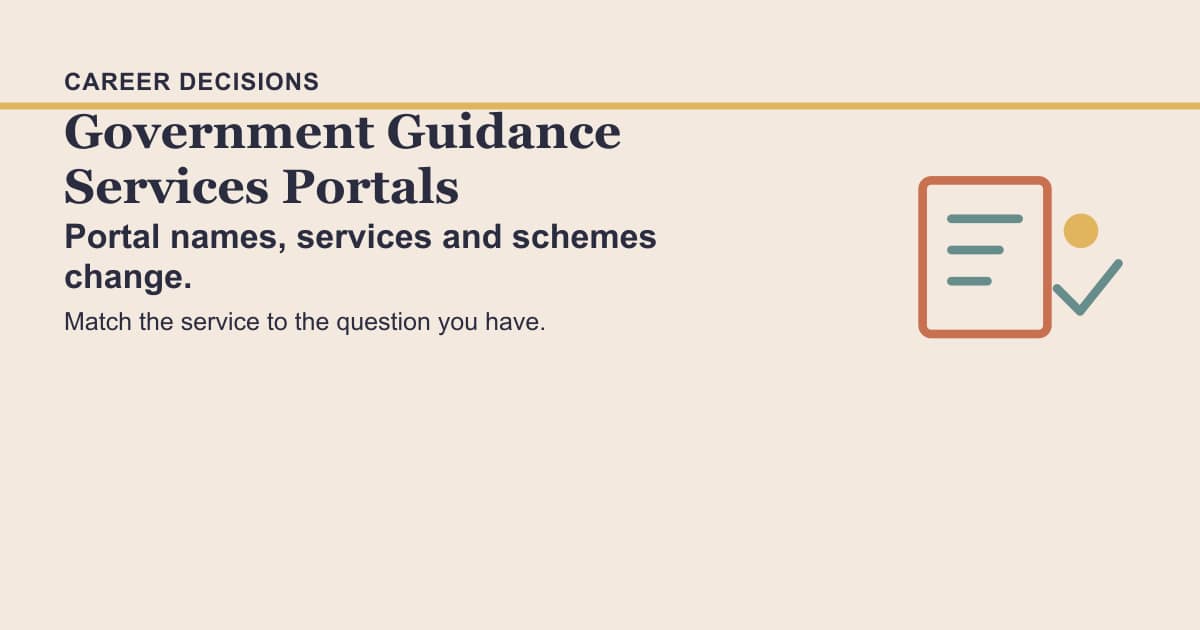 CAREER DECISIONS
Government Guidance
Services Portals
Portal names, services and schemes
change.
Match the service to the question you have.